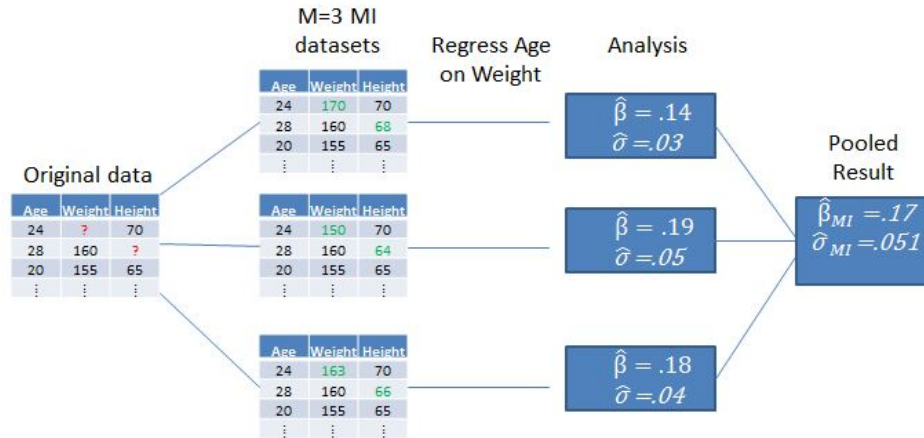 M=3 MI
datasets
Regress Age
on Weight
Analysis
Age Weight Height
24 170 70
28 160 68
20 155 65
⋮ ⋮ ⋮
β̂ = .14
σ̂ =.03
Original data
Age Weight Height
24 ? 70
28 160 ?
20 155 65
⋮ ⋮ ⋮
Age Weight Height
24 150 70
28 160 64
20 155 65
⋮ ⋮ ⋮
β̂ = .19
σ̂ =.05
Pooled
Result
β̂MI =.17
σ̂ MI =.051
Age Weight Height
24 163 70
28 160 66
20 155 65
⋮ ⋮ ⋮
β̂ = .18
σ̂ =.04